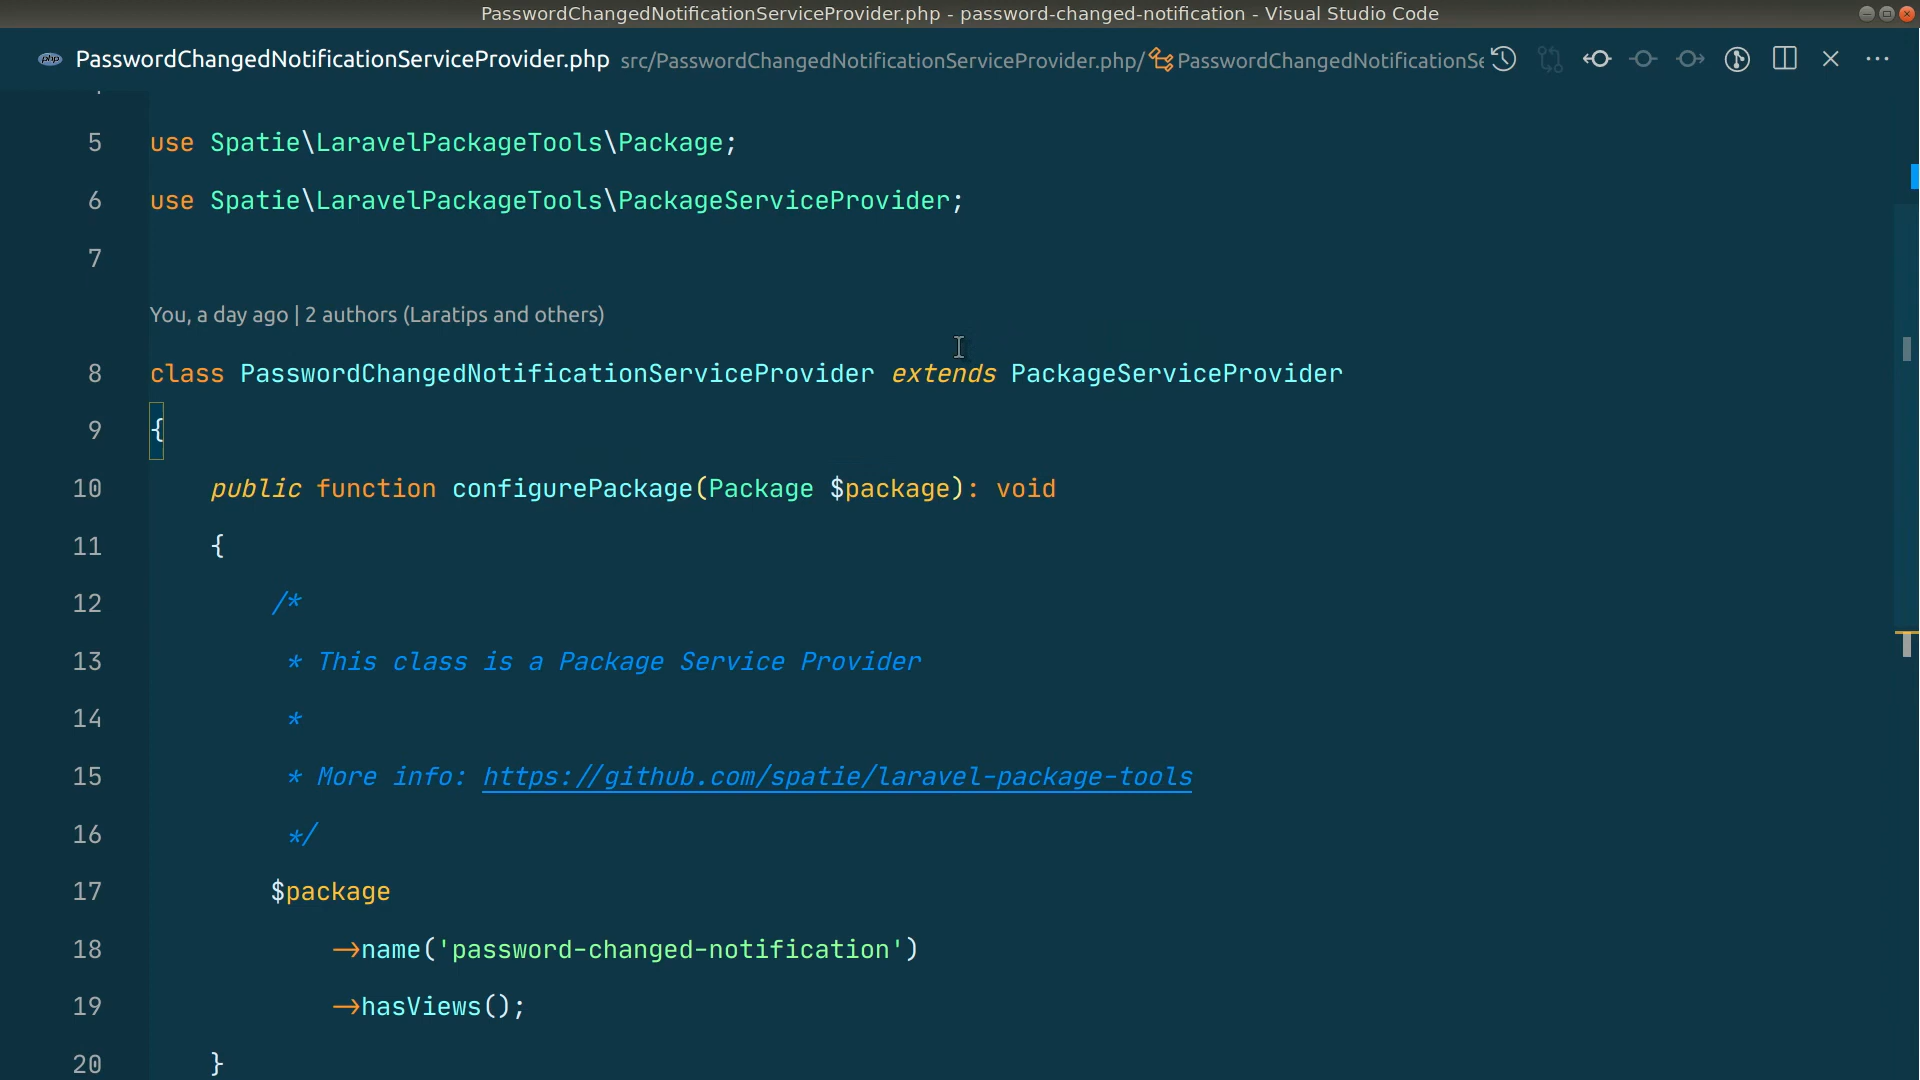 PasswordChangedNotificationServiceProvider.php - password-changed-notification - Visual Studio Code
php PasswordChangedNotificationServiceProvider.php src/PasswordChangedNotificationServiceProvider.php/ PasswordChangedNotificationSe
5 use Spatie\LaravelPackageTools\Package;
6 use Spatie\LaravelPackageTools\PackageServiceProvider;
7
You, a day ago | 2 authors (Laratips and others)
8 class PasswordChangedNotificationServiceProvider extends PackageServiceProvider
9 {
10 public function configurePackage(Package $package): void
11 {
12 /*
13 * This class is a Package Service Provider
14 *
15 * More info: https://github.com/spatie/laravel-package-tools
16 */
17 $package
18 ->name('password-changed-notification')
19 ->hasViews();
20 }